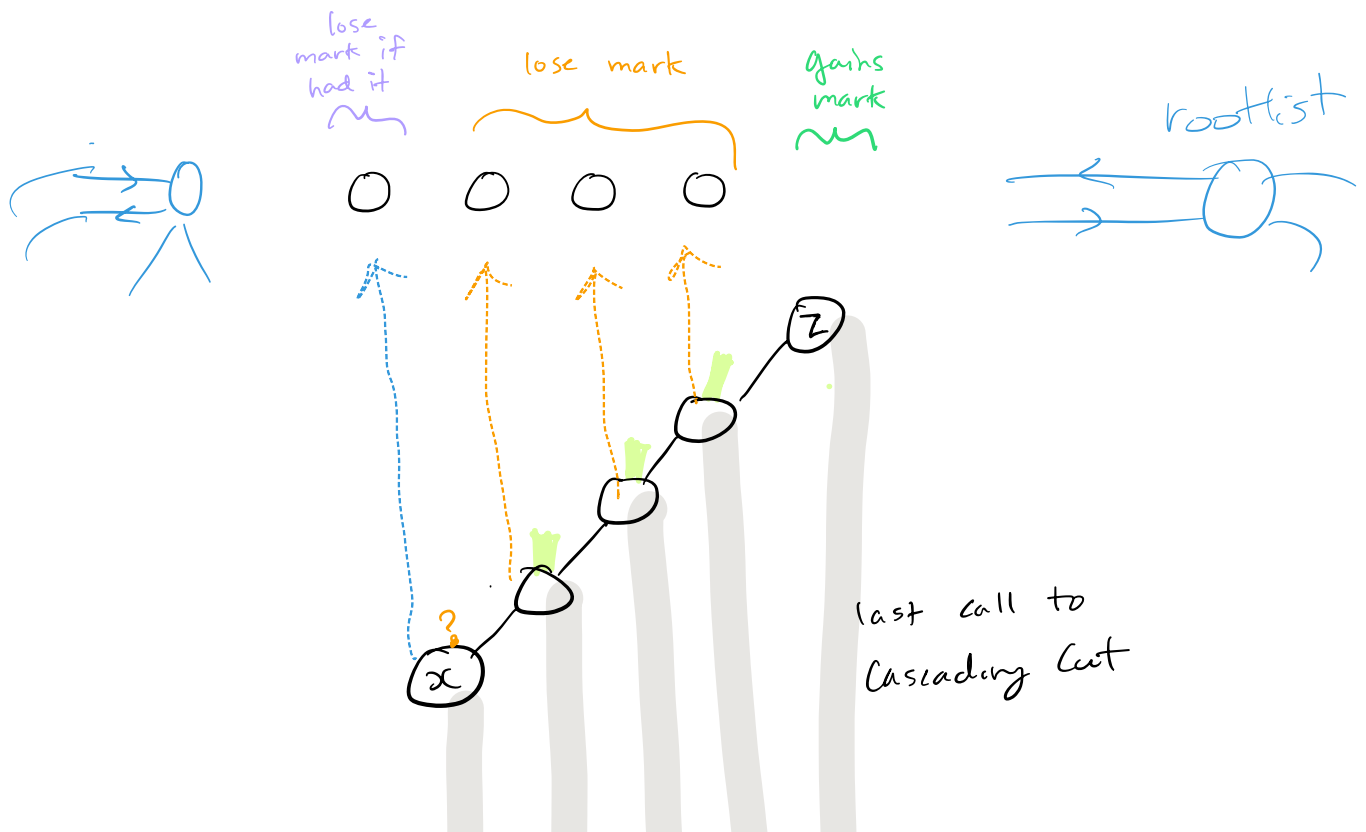 lose
mark if
had it
lose mark
gains
mark
rootlist
z
?
x
last call to
Cascading Cut